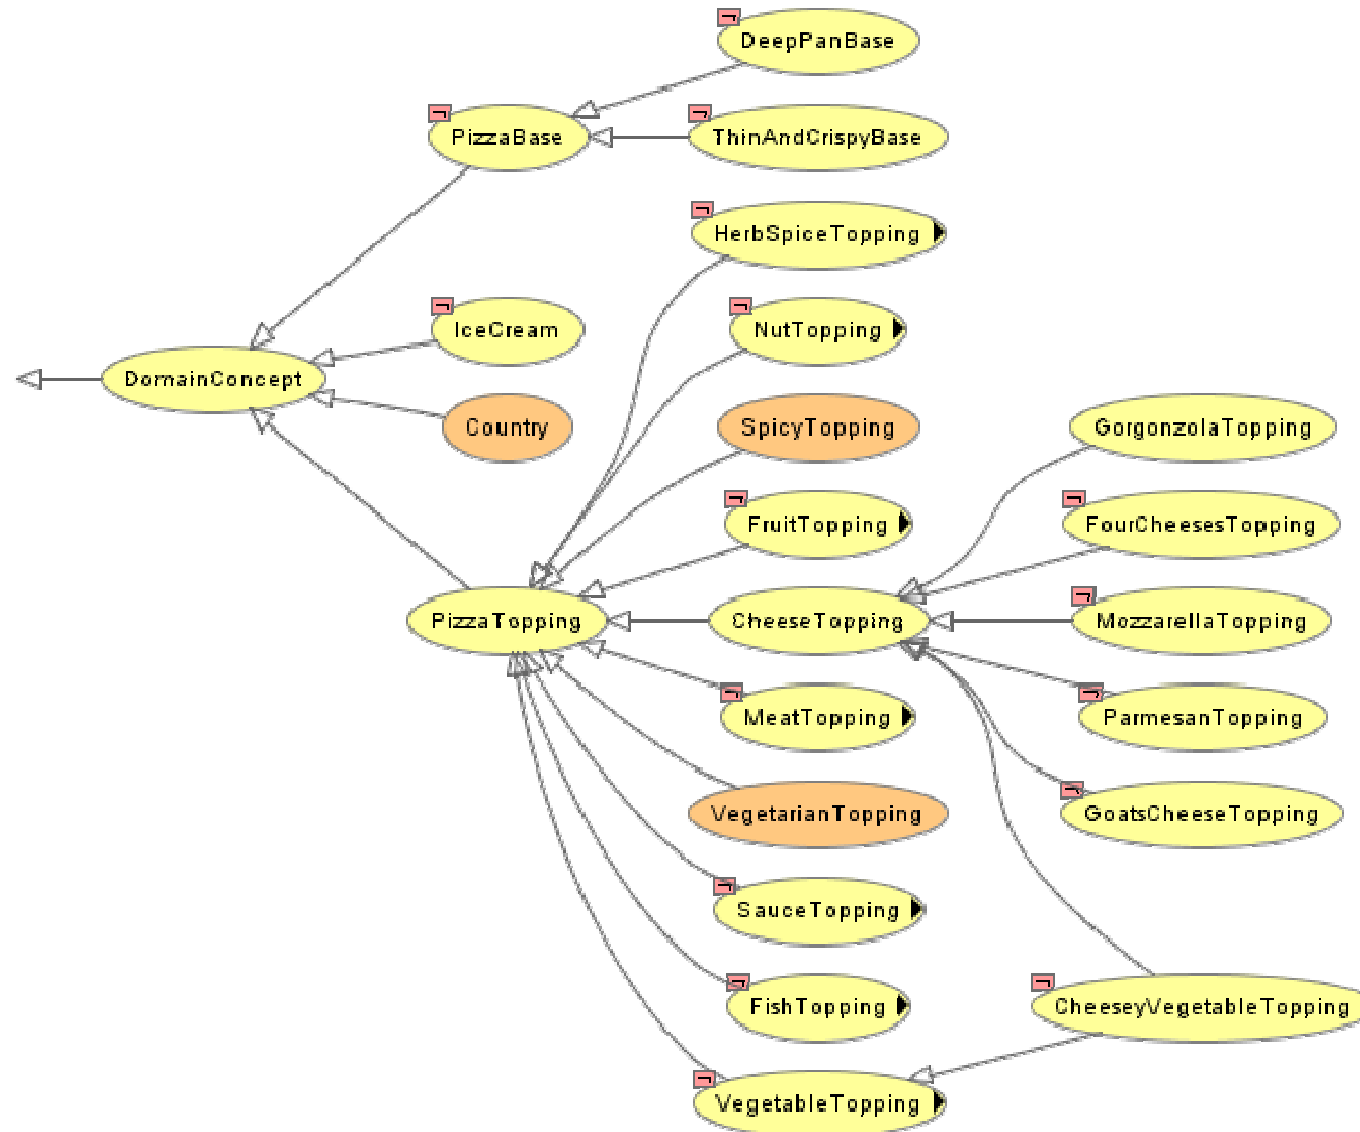 DeepPanBase
PizzaBase
ThinAndCrispyBase
HerbSpiceTopping
IceCream
NutTopping
DomainConcept
Country
SpicyTopping
GorgonzolaTopping
FruitTopping
FourCheesesTopping
PizzaTopping
CheeseTopping
MozzarellaTopping
MeatTopping
ParmesanTopping
VegetarianTopping
GoatsCheeseTopping
SauceTopping
FishTopping
CheeseyVegetableTopping
VegetableTopping